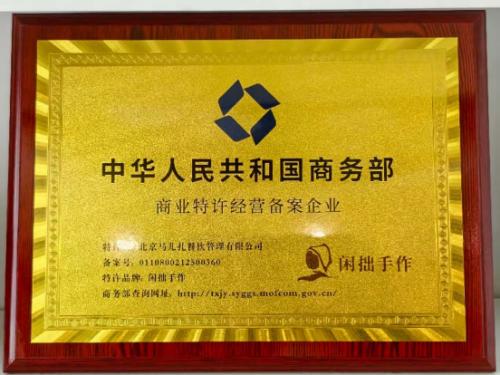 中华人民共和国商务部
商业特许经营备案企业
特许 北京马儿扎餐饮管理有限公司
备案号：0110800212500360
特许品牌：闲拙手作
商务部查询网址：http://txjy.syggs.mofcom.gov.cn/
闲拙手作